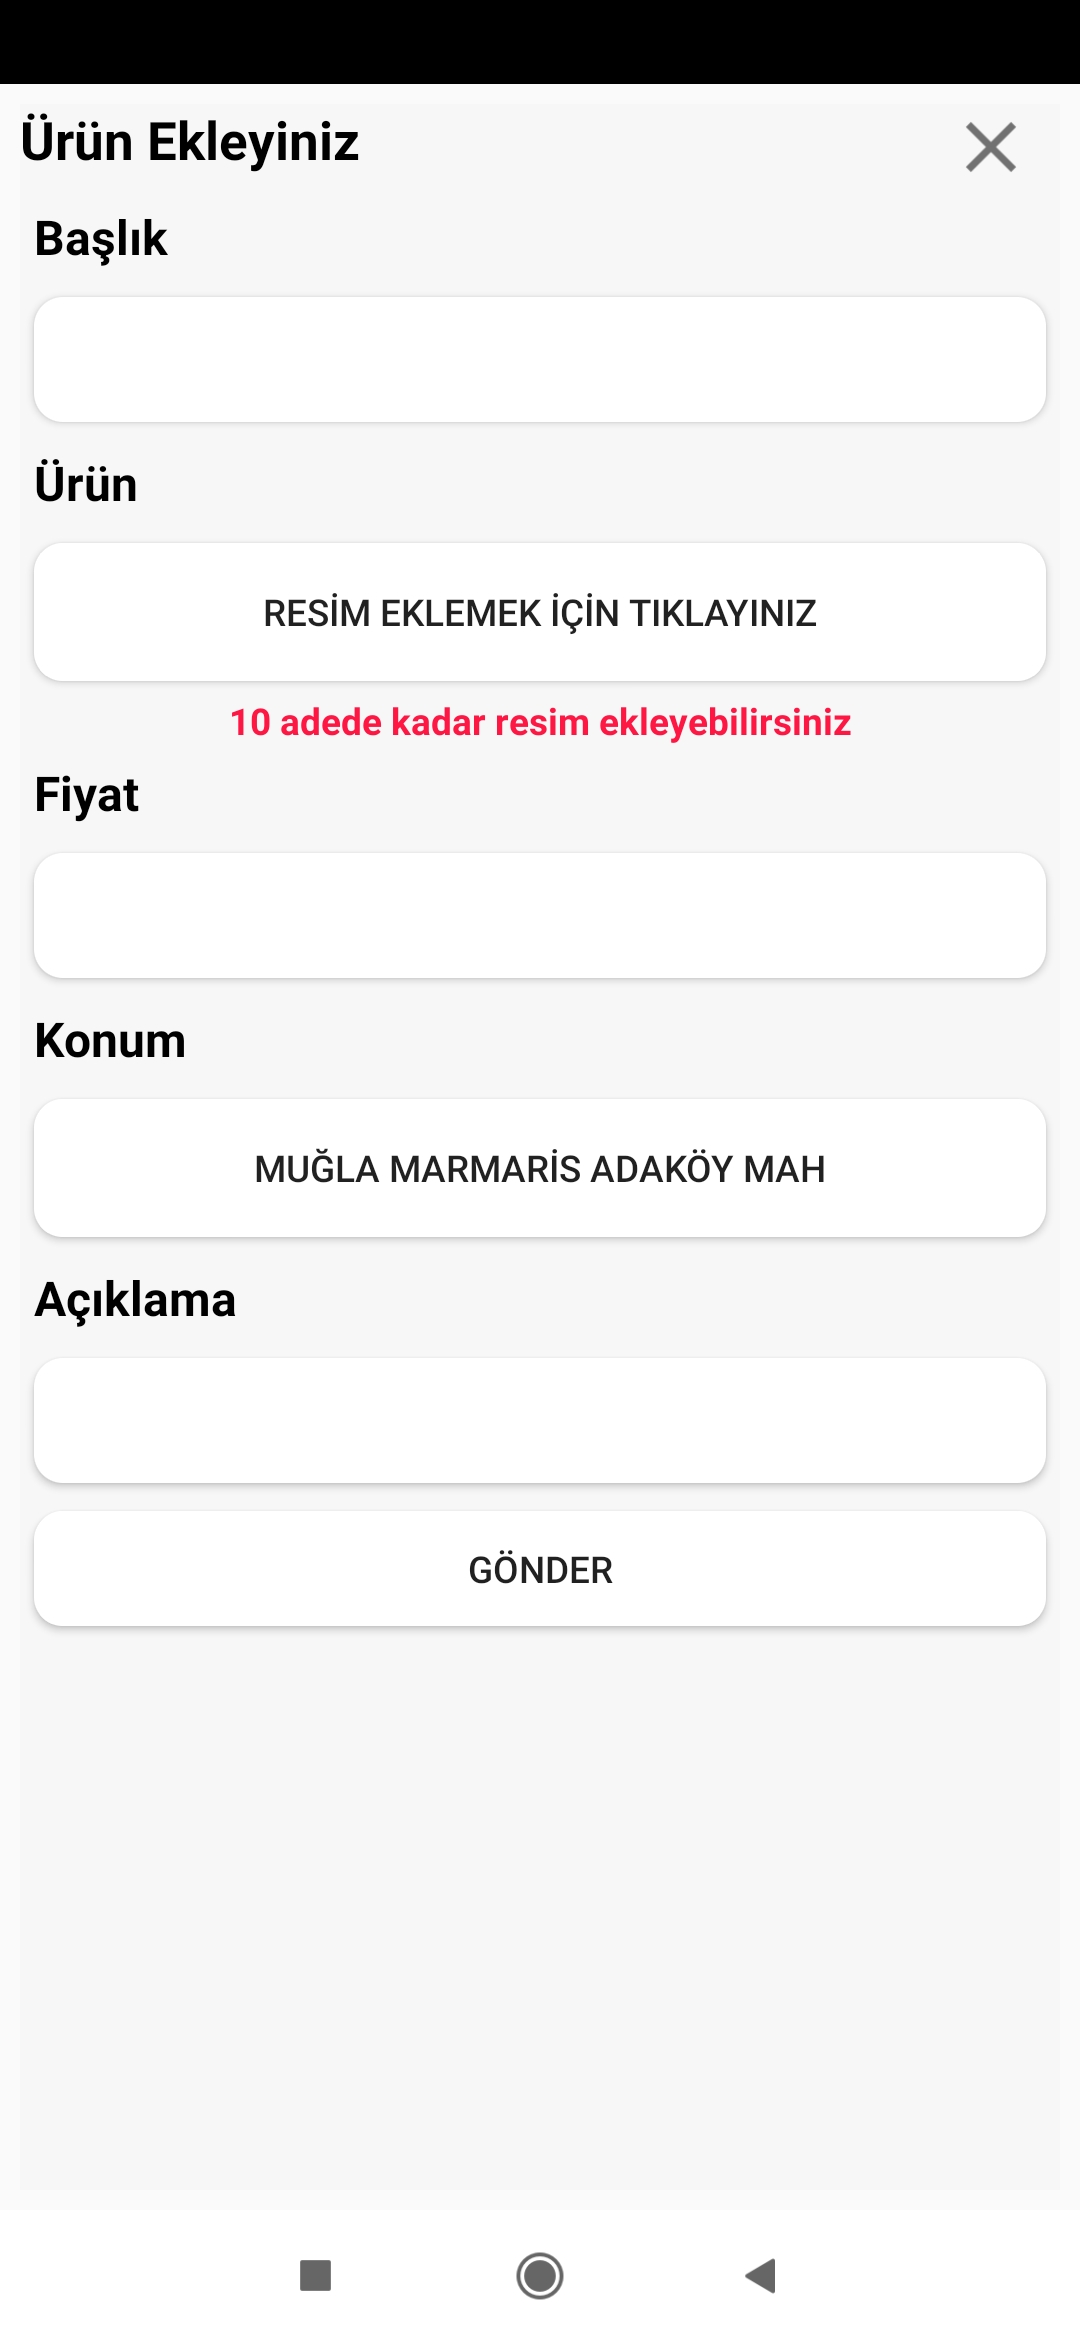 Ürün Ekleyiniz
Başlık
Ürün
RESİM EKLEMEK İÇİN TIKLAYINIZ
10 adede kadar resim ekleyebilirsiniz
Fiyat
Konum
MUĞLA MARMARİS ADAKÖY MAH
Açıklama
GÖNDER